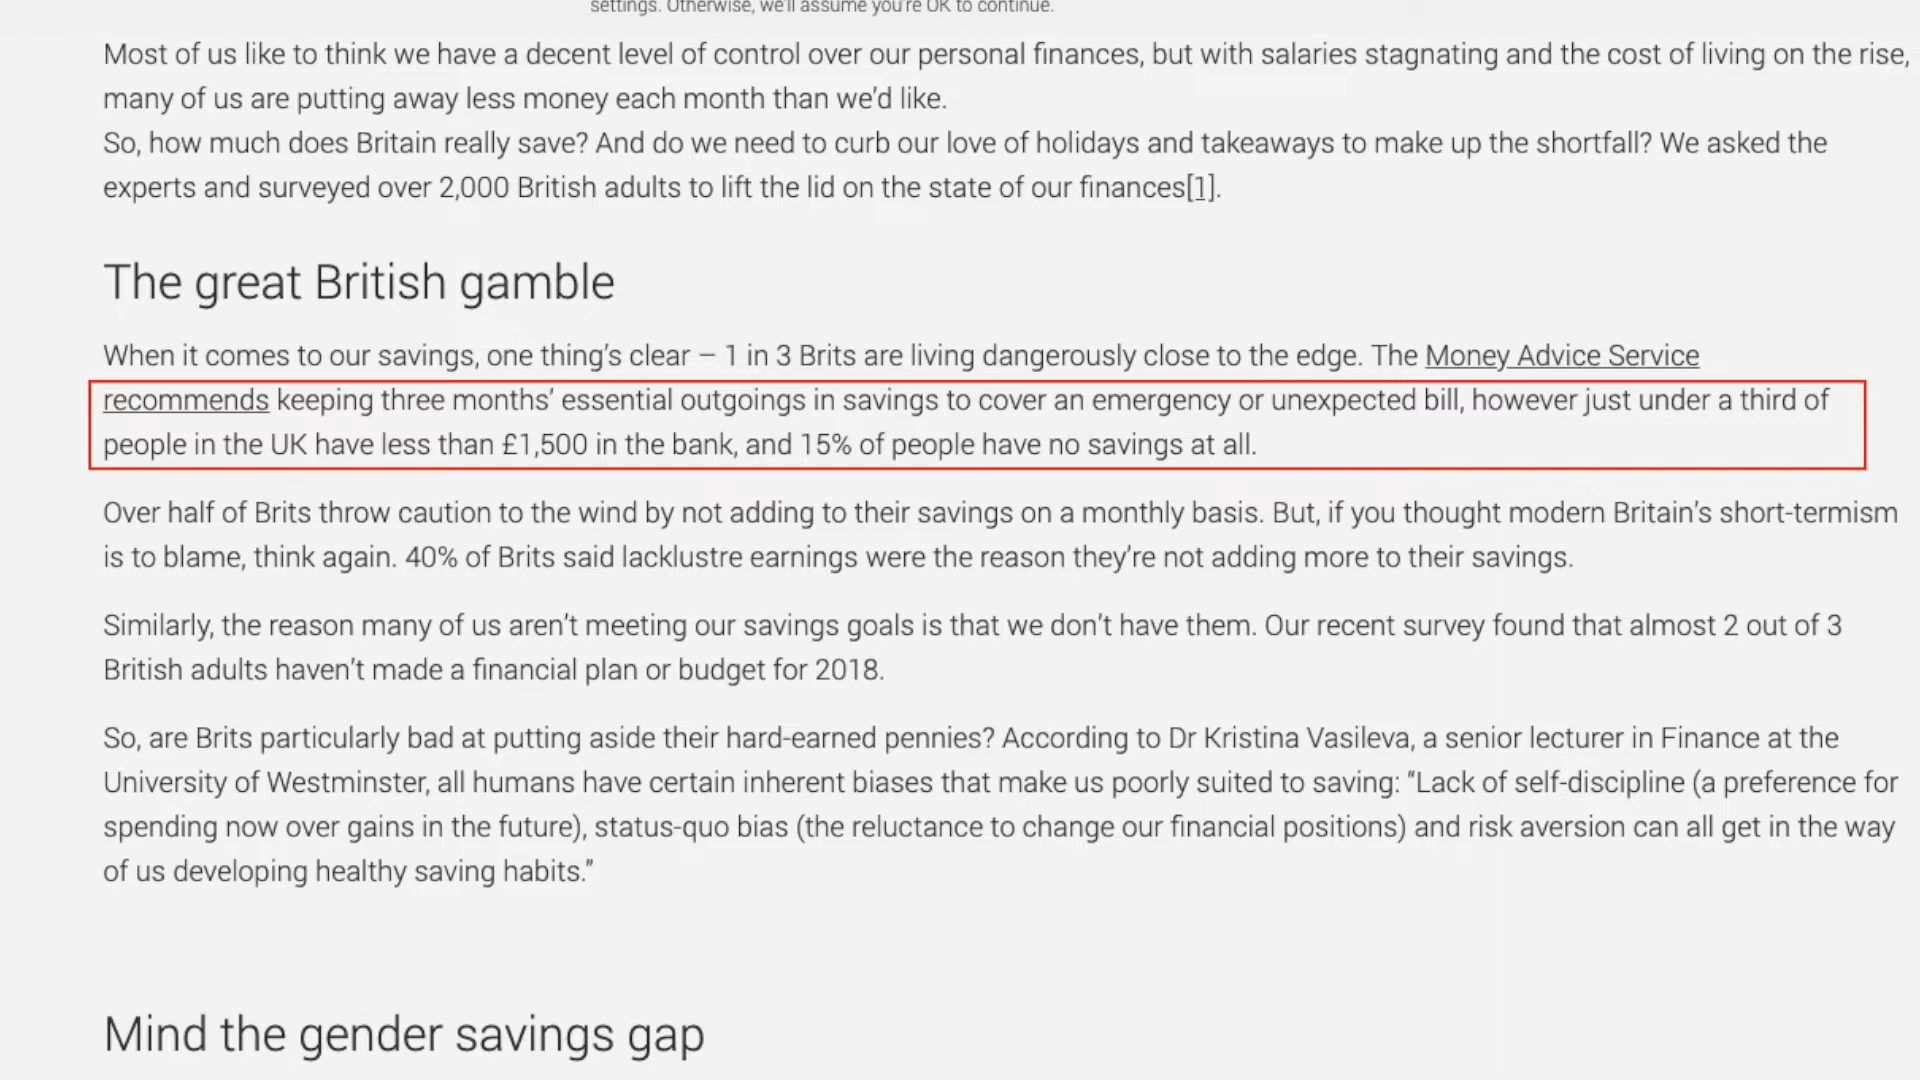 settings. Otherwise, we'll assume you're OK to continue.
Most of us like to think we have a decent level of control over our personal finances, but with salaries stagnating and the cost of living on the rise,
many of us are putting away less money each month than we’d like.
So, how much does Britain really save? And do we need to curb our love of holidays and takeaways to make up the shortfall? We asked the
experts and surveyed over 2,000 British adults to lift the lid on the state of our finances[1].
The great British gamble
When it comes to our savings, one thing’s clear – 1 in 3 Brits are living dangerously close to the edge. The Money Advice Service
recommends keeping three months’ essential outgoings in savings to cover an emergency or unexpected bill, however just under a third of
people in the UK have less than £1,500 in the bank, and 15% of people have no savings at all.
Over half of Brits throw caution to the wind by not adding to their savings on a monthly basis. But, if you thought modern Britain’s short-termism
is to blame, think again. 40% of Brits said lacklustre earnings were the reason they’re not adding more to their savings.
Similarly, the reason many of us aren’t meeting our savings goals is that we don’t have them. Our recent survey found that almost 2 out of 3
British adults haven’t made a financial plan or budget for 2018.
So, are Brits particularly bad at putting aside their hard-earned pennies? According to Dr Kristina Vasileva, a senior lecturer in Finance at the
University of Westminster, all humans have certain inherent biases that make us poorly suited to saving: “Lack of self-discipline (a preference for
spending now over gains in the future), status-quo bias (the reluctance to change our financial positions) and risk aversion can all get in the way
of us developing healthy saving habits.”
Mind the gender savings gap